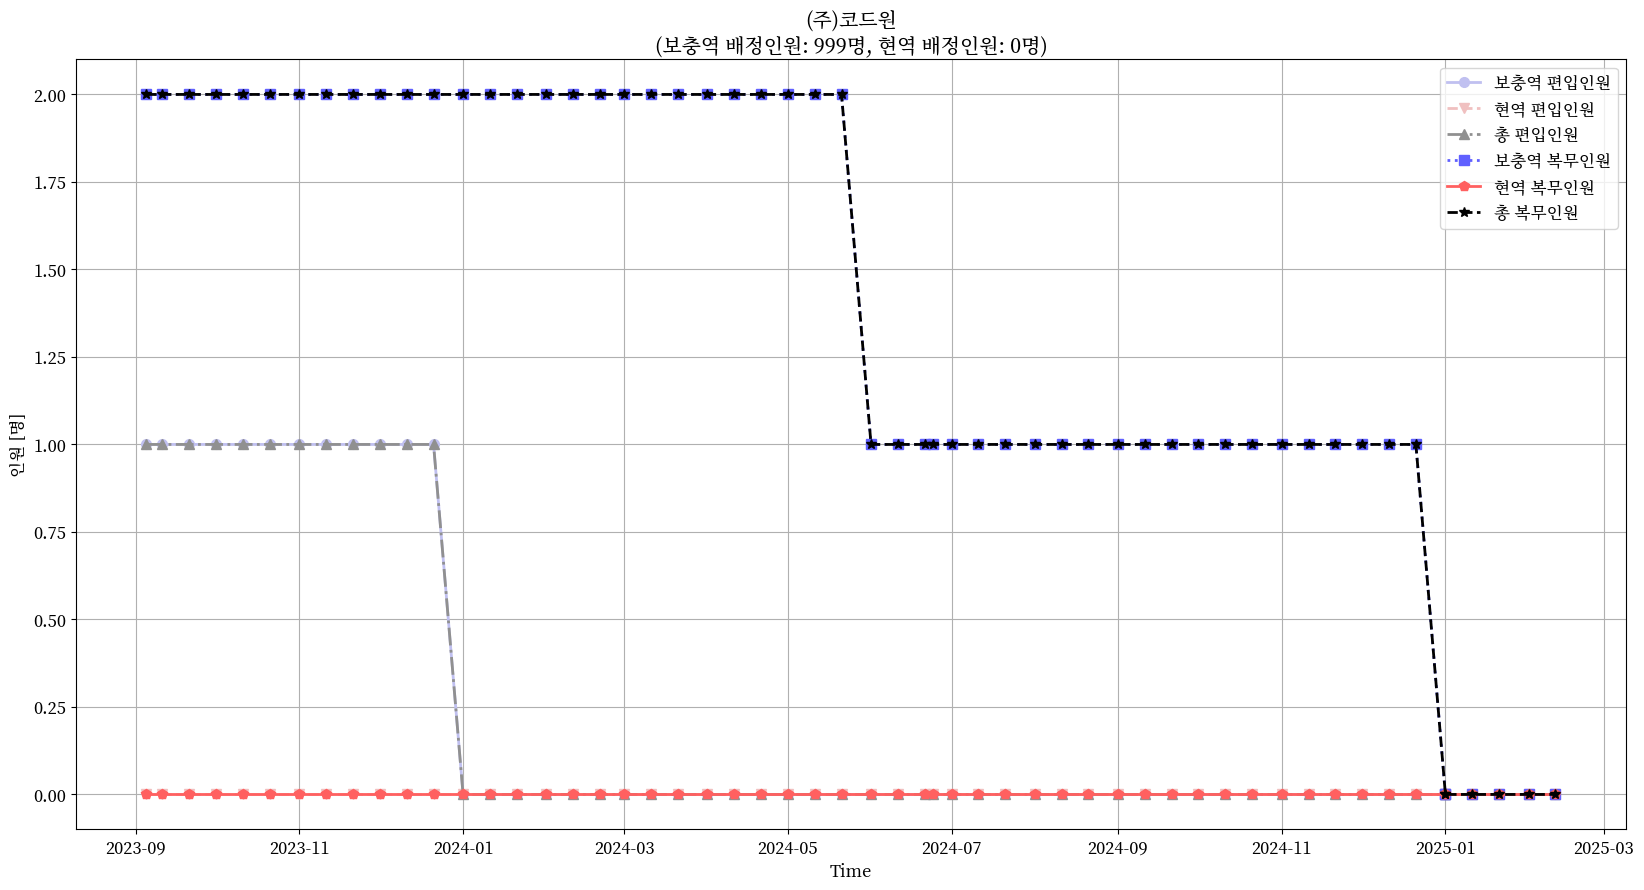 (주)코드원
(보충역 배정인원: 999명, 현역 배정인원: 0명)
보충역 편입인원
현역 편입인원
총 편입인원
보충역 복무인원
현역 복무인원
총 복무인원
인원 [명]
2.00
1.75
1.50
1.25
1.00
0.75
0.50
0.25
0.00
2023-09 2023-11 2024-01 2024-03 2024-05 2024-07 2024-09 2024-11 2025-01 2025-03
Time